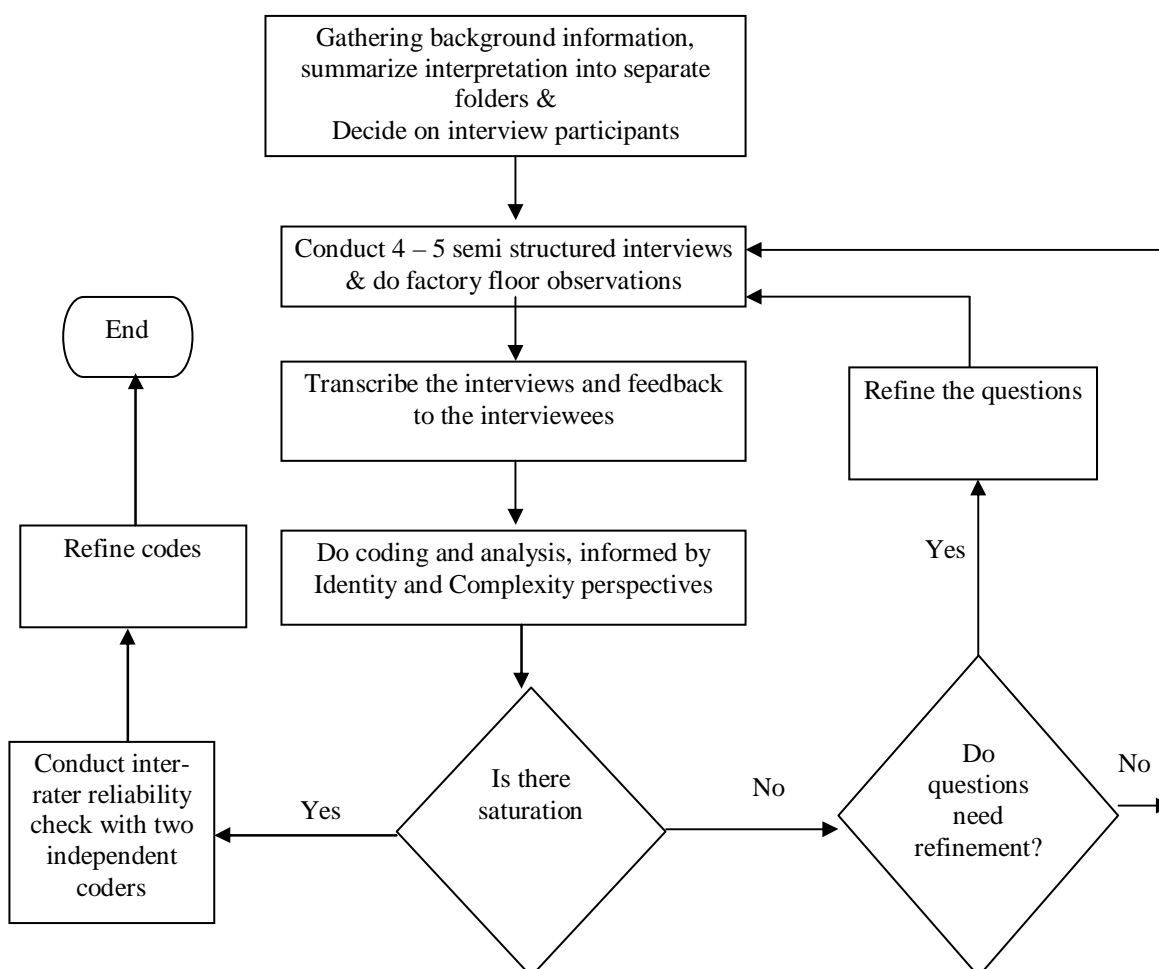 Gathering background information,
summarize interpretation into separate
folders &
Decide on interview participants
Conduct 4 – 5 semi structured interviews
& do factory floor observations
End
Transcribe the interviews and feedback
to the interviewees
Refine the questions
Refine codes
Do coding and analysis, informed by
Identity and Complexity perspectives
Yes
Conduct inter-
rater reliability
check with two
independent
coders
Yes
Is there
saturation
No
Do
questions
need
refinement?
No